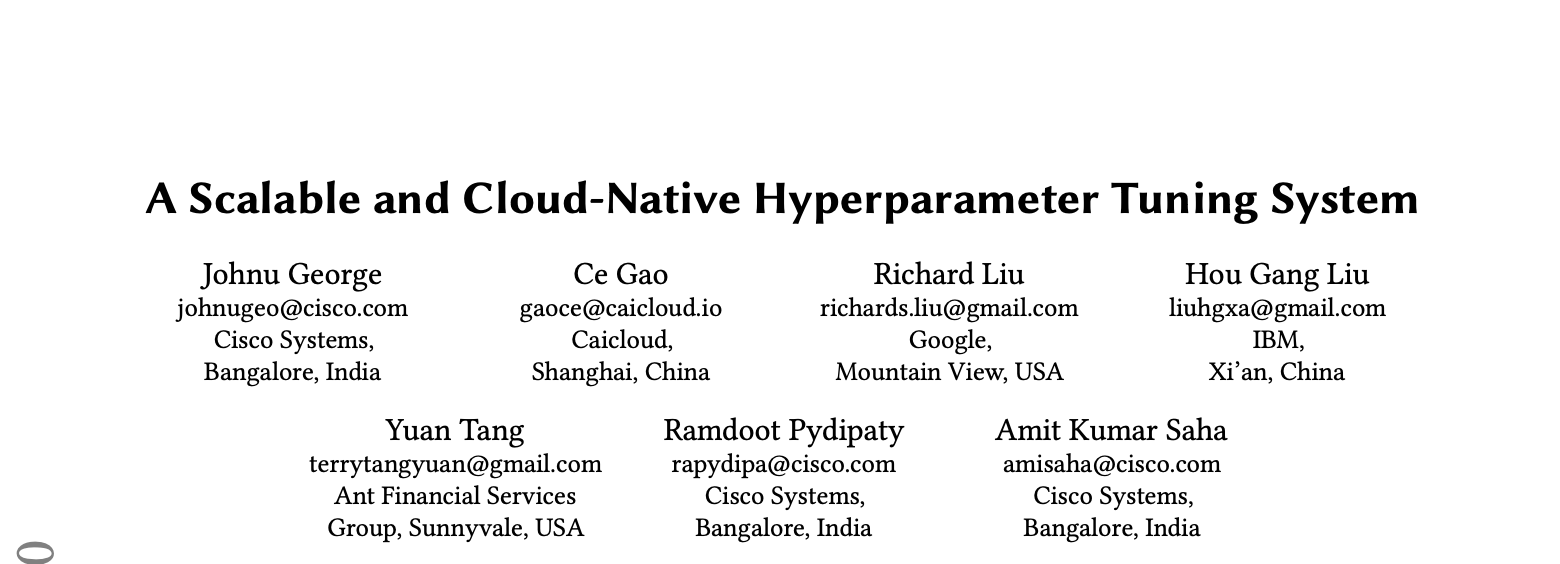 A Scalable and Cloud-Native Hyperparameter Tuning System
Johnu George
johnugeo@cisco.com
Cisco Systems,
Bangalore, India
Ce Gao
gaoce@caicloud.io
Caicloud,
Shanghai, China
Richard Liu
richards.liu@gmail.com
Google,
Mountain View, USA
Hou Gang Liu
liuhgxa@gmail.com
IBM,
Xi’an, China
Yuan Tang
terrytangyuan@gmail.com
Ant Financial Services
Group, Sunnyvale, USA
Ramdoot Pydipaty
rapydipa@cisco.com
Cisco Systems,
Bangalore, India
Amit Kumar Saha
amisaha@cisco.com
Cisco Systems,
Bangalore, India